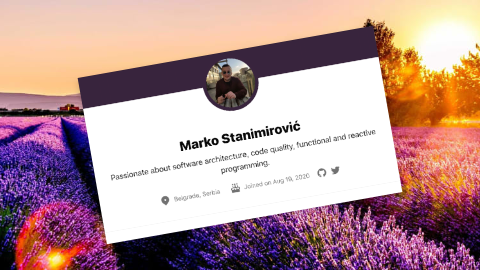 Marko Stanimirović
Passionate about software architecture, code quality, functional and reactive
programming.
Belgrade, Serbia Joined on Aug 19, 2020